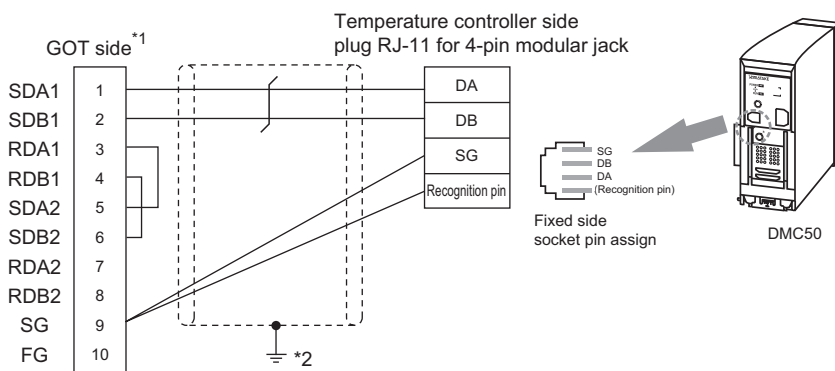 Temperature controller side
plug RJ-11 for 4-pin modular jack
GOT side*1
SDA1 1 DA
SDB1 2 DB
RDA1 3 SG
RDB1 4 Recognition pin
SDA2 5
SDB2 6
RDA2 7
RDB2 8
SG 9
FG 10
*2
SG
DB
DA
(Recognition pin)
Fixed side
socket pin assign
DMC50